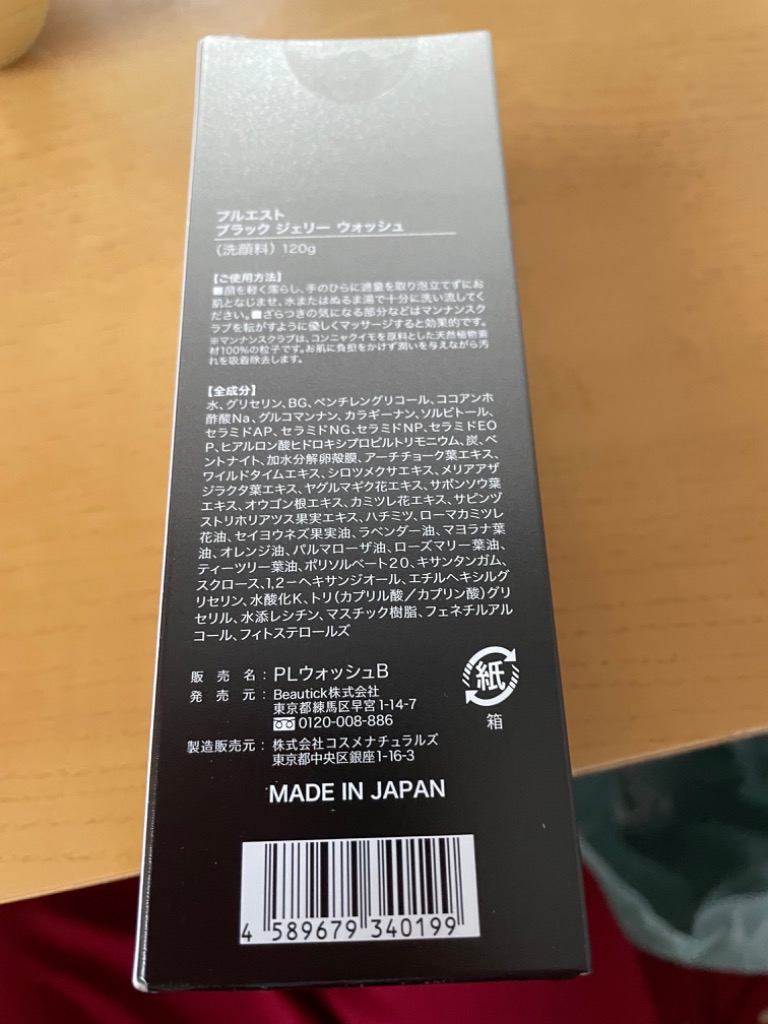 プルエスト
ブラック ジェリー ウォッシュ
(洗顔料) 120g
【ご使用方法】
■顔を軽く濡らし、手のひらに適量を取り泡立てずにお
肌となじませ、水またはぬるま湯で十分に洗い流してく
ださい。■ざらつきの気になる部分などはマンナンスク
ラブを転がすように優しくマッサージすると効果的です。
※マンナンスクラブは、コンニャクイモを原料とした天然植物素
材100%の粒子です。お肌に負担をかけず潤いを与えながら汚
れを吸着除去します。
【全成分】
水、グリセリン、BG、ペンチレングリコール、ココアンホ
酢酸Na、グルコマンナン、カラギーナン、ソルビトール、
セラミドAP、セラミドNG、セラミドNP、セラミドEO
P、ヒアルロン酸ヒドロキシプロピルトリモニウム、炭、ベ
ントナイト、加水分解卵殻膜、アーチチョーク葉エキス、
ワイルドタイムエキス、シロツメクサエキス、メリアアザ
ジラクタ葉エキス、ヤグルマギク花エキス、サボンソウ葉
エキス、オウゴン根エキス、カミツレ花エキス、サピンヅ
ストリホリアツス果実エキス、ハチミツ、ローマカミツレ
花油、セイヨウネズ果実油、ラベンダー油、マヨラナ葉
油、オレンジ油、パルマローザ油、ローズマリー葉油、
ティーツリー葉油、ポリソルベート20、キサンタンガム、
スクロース、1,2-ヘキサンジオール、エチルヘキシルグ
リセリン、水酸化K、トリ(カプリル酸/カプリン酸)グリ
セリル、水添レシチン、マスチック樹脂、フェネチルアル
コール、フィトステロールズ
販売名：PLウォッシュB
発売元：Beautick株式会社
東京都練馬区早宮1-14-7
0120-008-886
製造販売元：株式会社コスメナチュラルズ
東京都中央区銀座1-16-3
紙
箱
MADE IN JAPAN
4 589679 340199